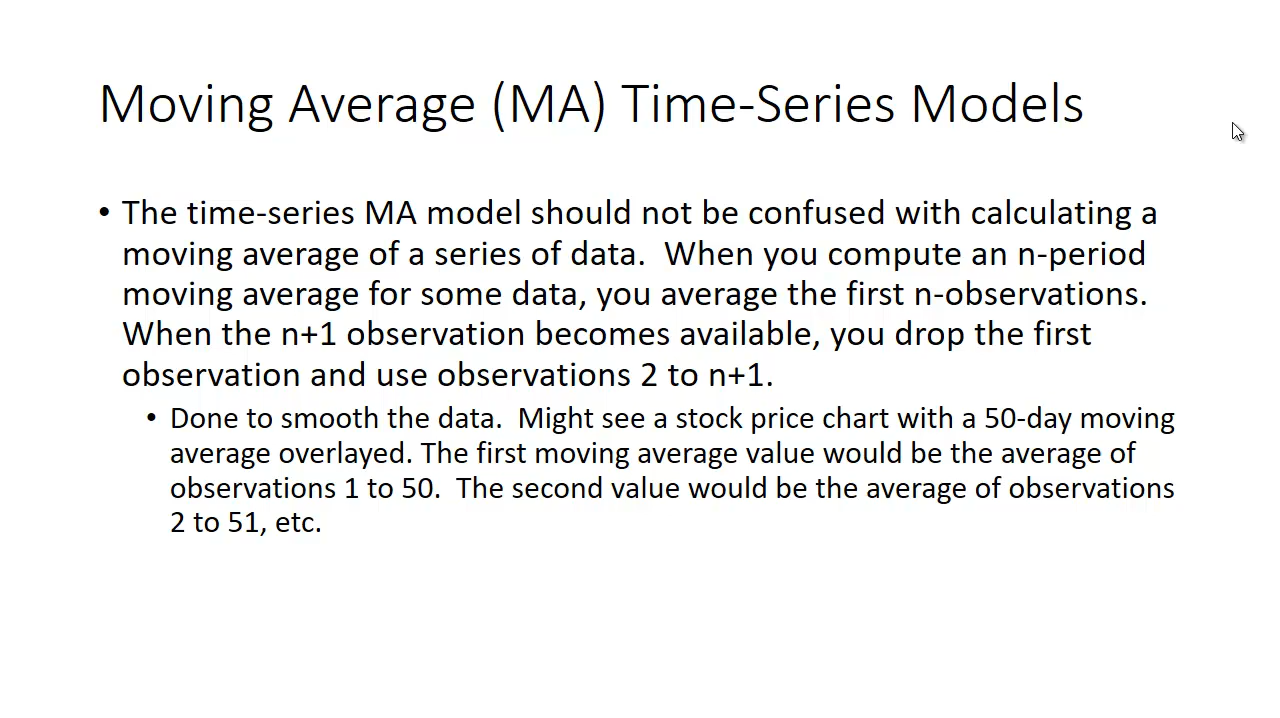 Moving Average (MA) Time-Series Models
• The time-series MA model should not be confused with calculating a
moving average of a series of data.  When you compute an n-period
moving average for some data, you average the first n-observations.
When the n+1 observation becomes available, you drop the first
observation and use observations 2 to n+1.
• Done to smooth the data.  Might see a stock price chart with a 50-day moving
average overlayed. The first moving average value would be the average of
observations 1 to 50.  The second value would be the average of observations
2 to 51, etc.